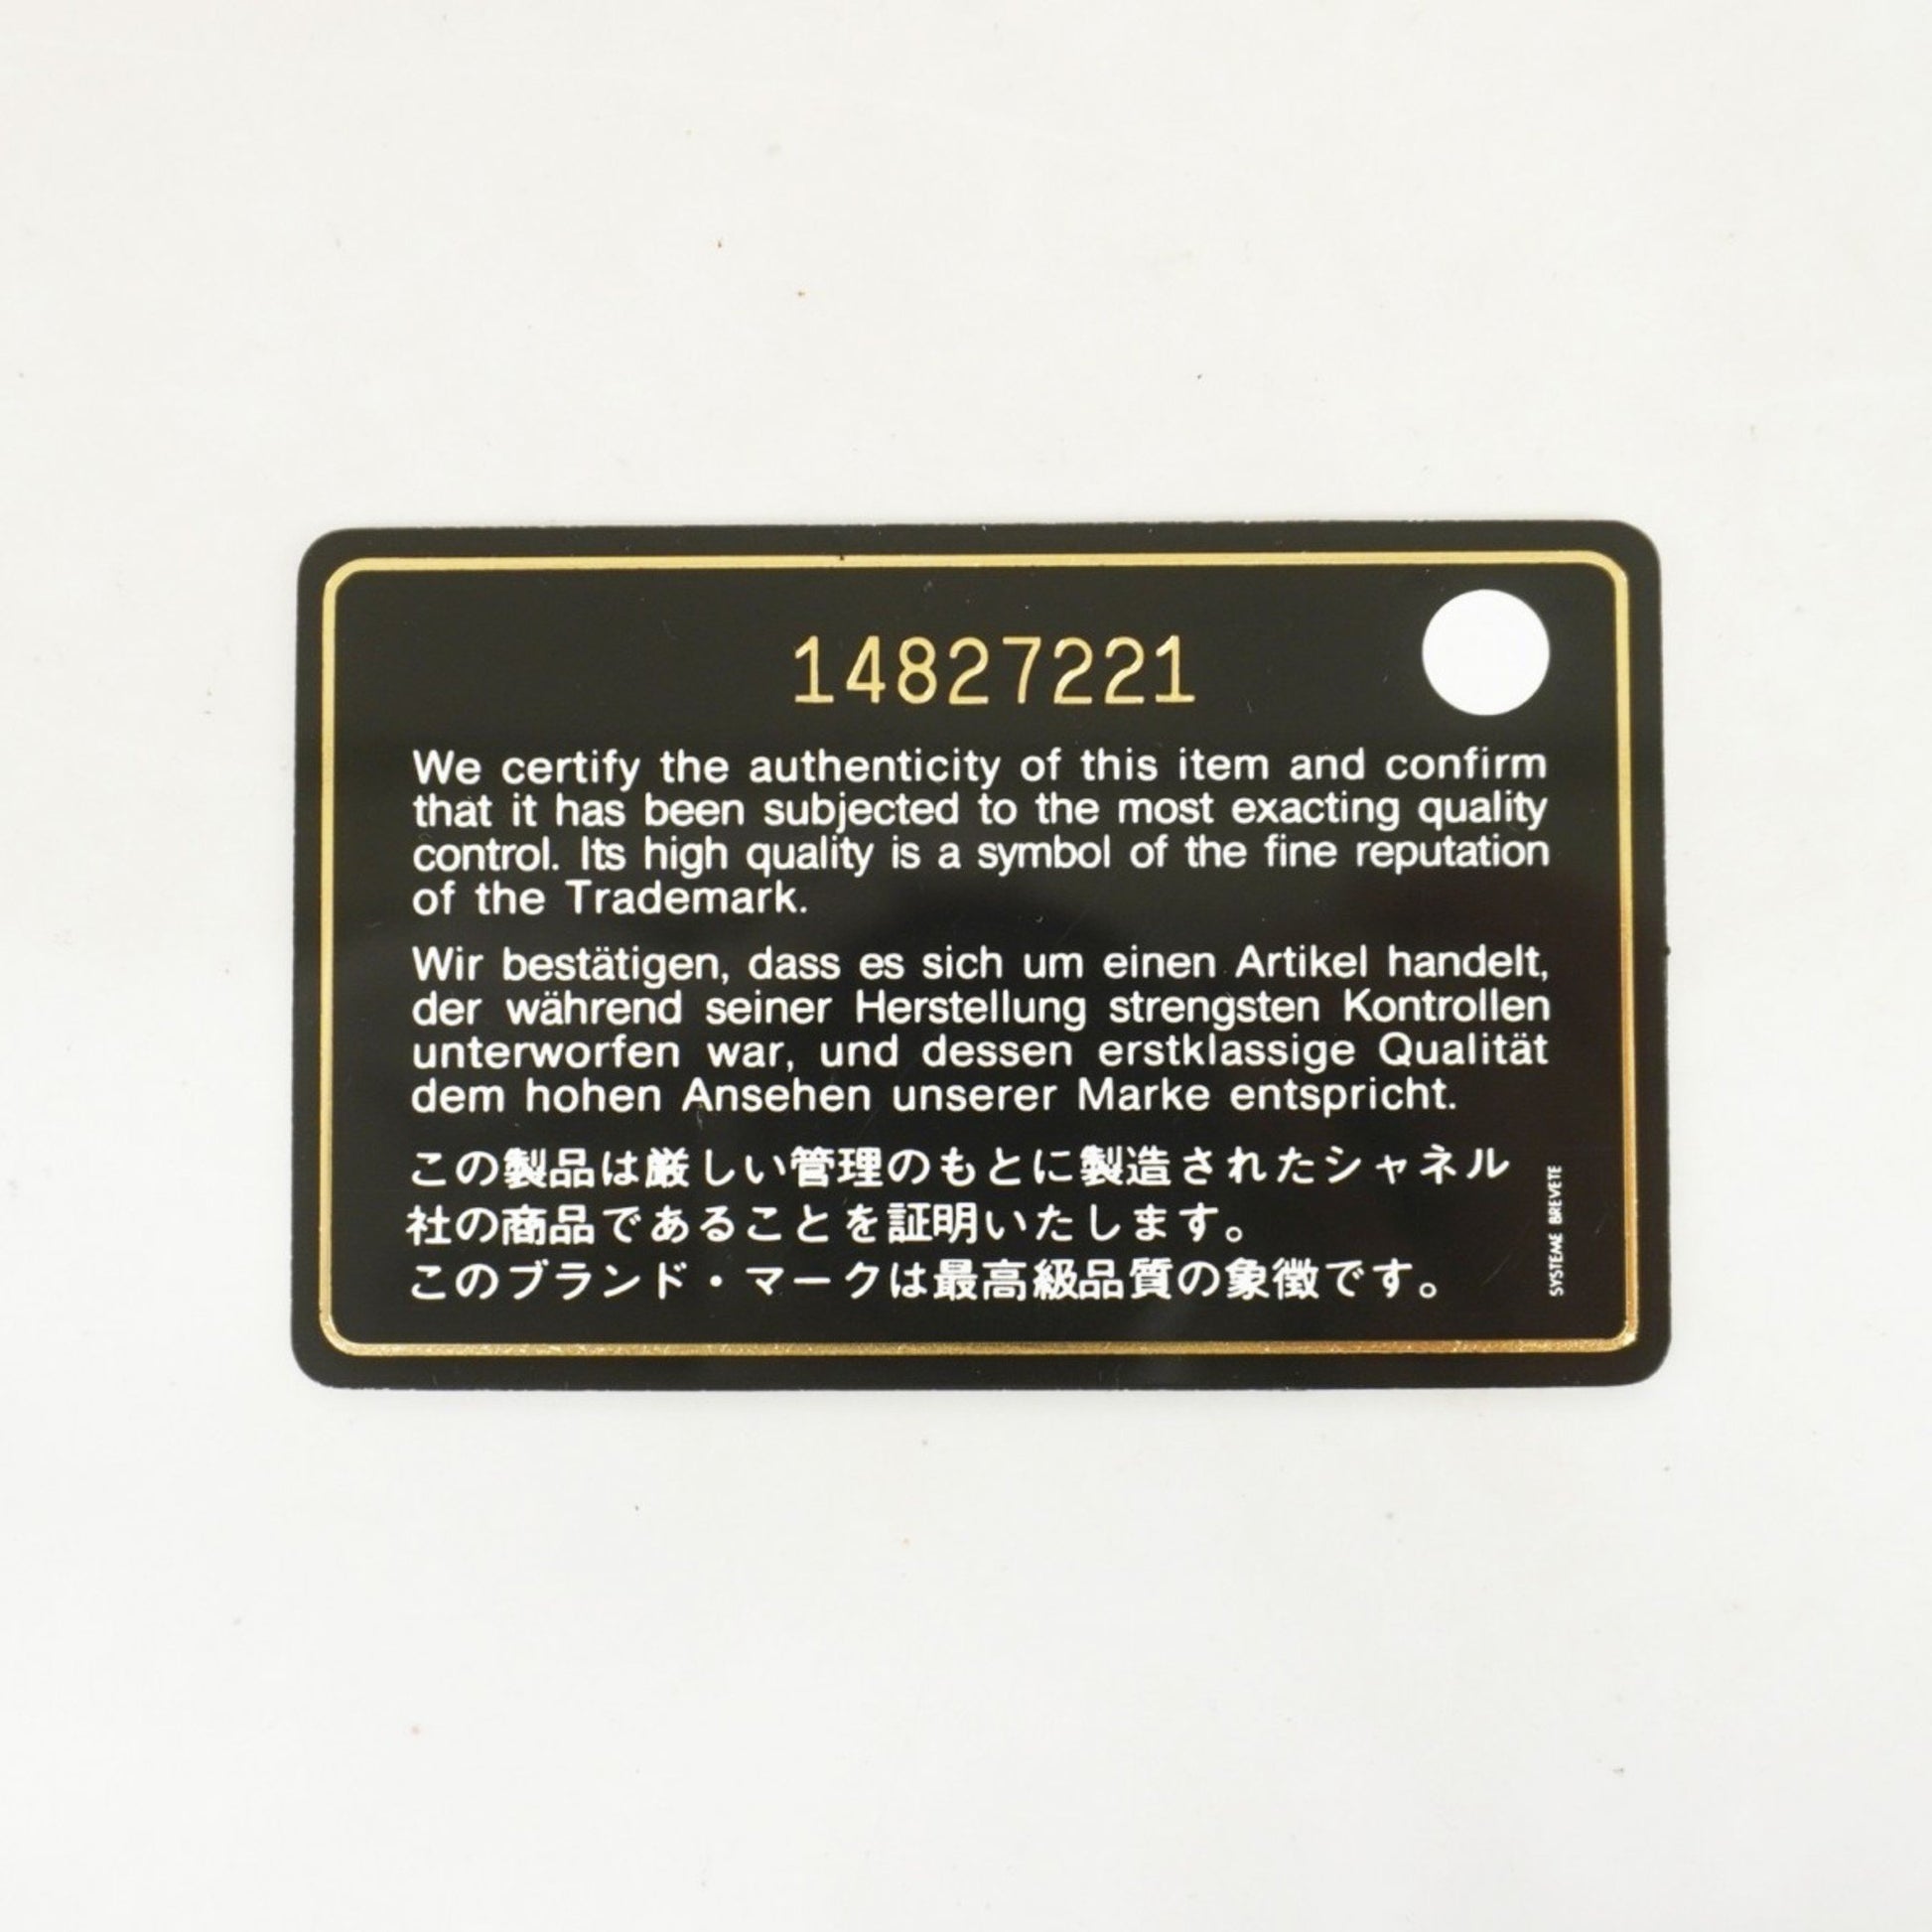 14827221
We certify the authenticity of this item and confirm
that it has been subjected to the most exacting quality
control. Its high quality is a symbol of the fine reputation
of the Trademark.
Wir bestätigen, dass es sich um einen Artikel handelt,
der während seiner Herstellung strengsten Kontrollen
unterworfen war, und dessen erstklassige Qualität
dem hohen Ansehen unserer Marke entspricht.
この製品は厳しい管理のもとに製造されたシャネル
社の商品であることを証明いたします。
このブランド・マークは最高級品質の象徴です。
SYSTEME BREVETE